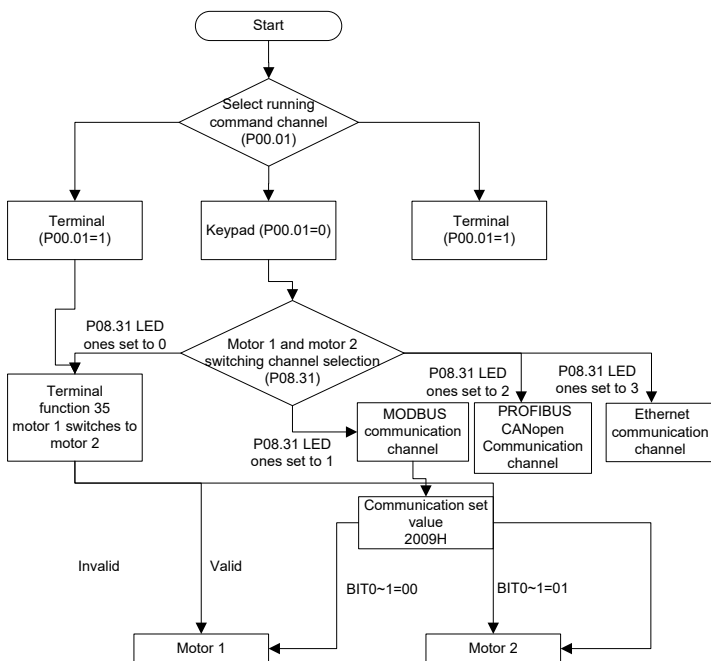 Start
Select running
command channel
(P00.01)
Terminal
(P00.01=1)
Keypad (P00.01=0)
Terminal
(P00.01=1)
P08.31 LED
ones set to 0
Motor 1 and motor 2
switching channel selection
(P08.31)
P08.31 LED
ones set to 2
P08.31 LED
ones set to 3
Terminal
function 35
motor 1 switches to
motor 2
P08.31 LED
ones set to 1
MODBUS
communication
channel
PROFIBUS
CANopen
Communication
channel
Ethernet
communication
channel
Communication set
value
2009H
Invalid
Valid
BIT0~1=00
BIT0~1=01
Motor 1
Motor 2